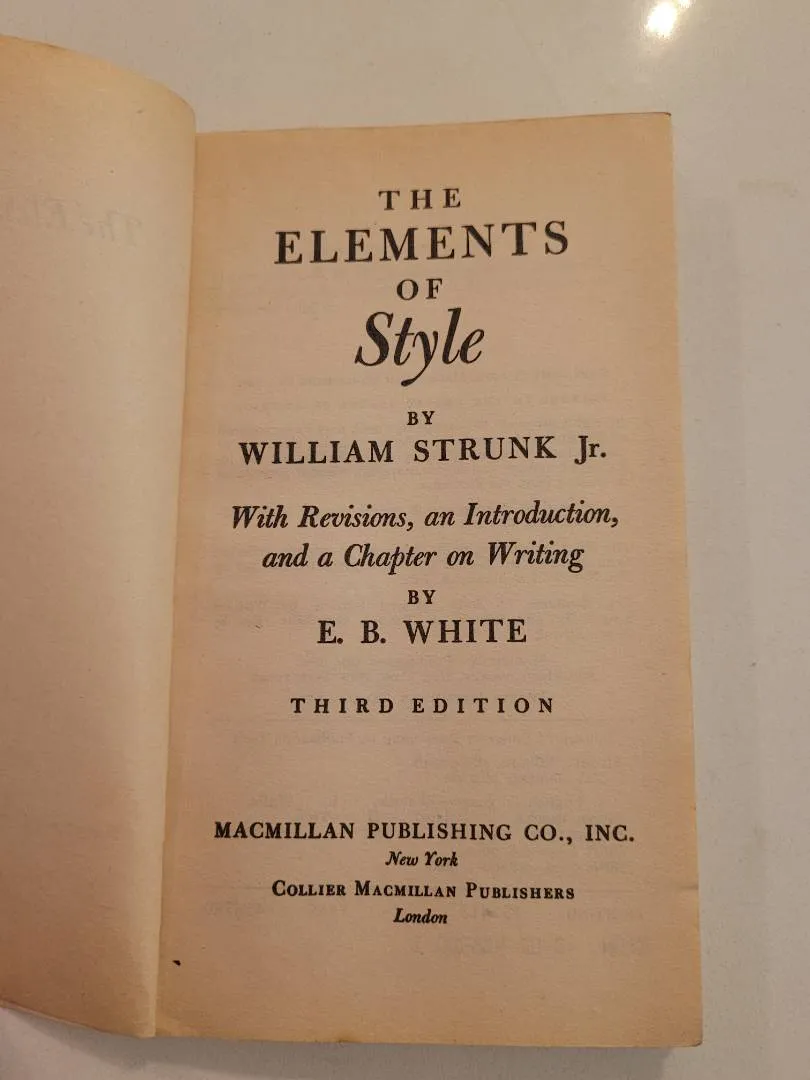 THE
ELEMENTS
OF
Style
BY
WILLIAM STRUNK Jr.
With Revisions, an Introduction,
and a Chapter on Writing
BY
E. B. WHITE
THIRD EDITION
MACMILLAN PUBLISHING CO., INC.
New York
COLLIER MACMILLAN PUBLISHERS
London